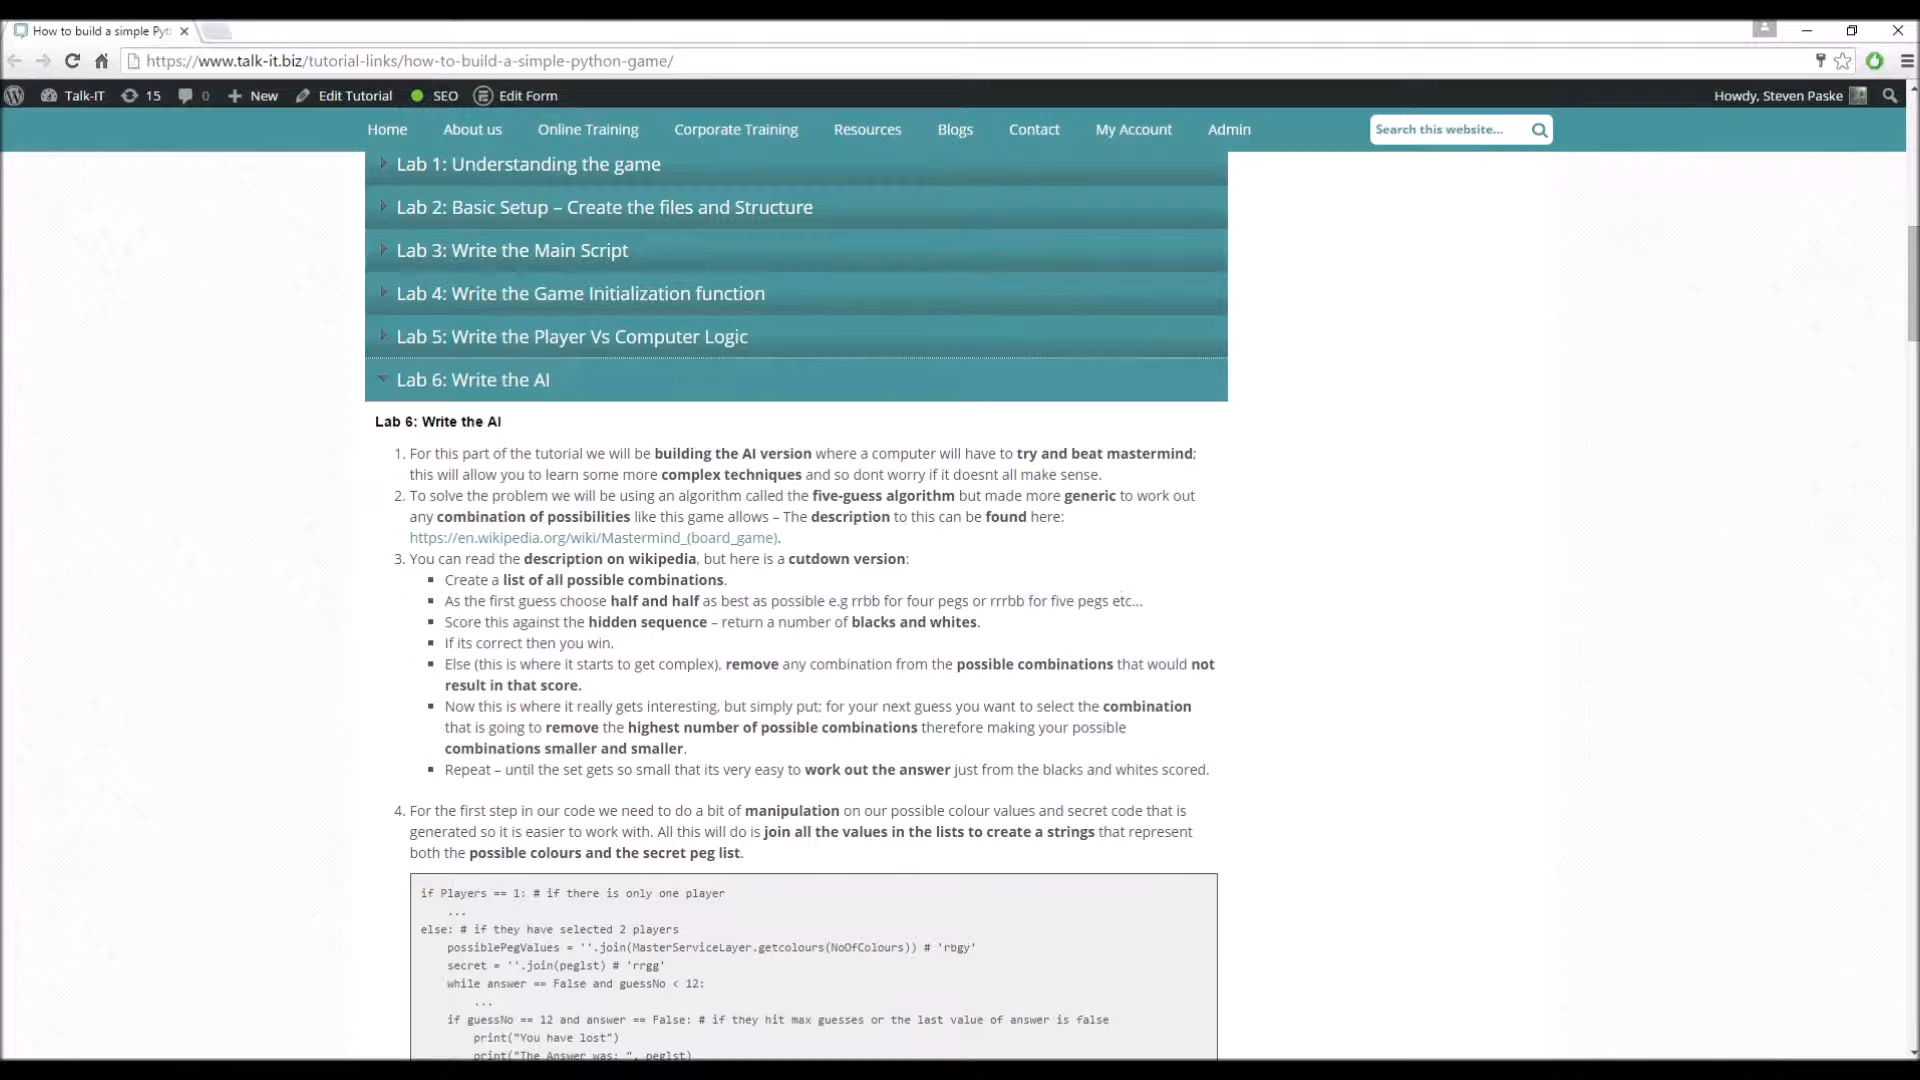 How to build a simple Pyt
https://www.talk-it.biz/tutorial-links/how-to-build-a-simple-python-game/
Talk-IT 15 0 New Edit Tutorial SEO Edit Form Howdy, Steven Paske
Home About us Online Training Corporate Training Resources Blogs Contact My Account Admin Search this website...
Lab 1: Understanding the game
Lab 2: Basic Setup – Create the files and Structure
Lab 3: Write the Main Script
Lab 4: Write the Game Initialization function
Lab 5: Write the Player Vs Computer Logic
Lab 6: Write the AI
Lab 6: Write the AI
1. For this part of the tutorial we will be building the AI version where a computer will have to try and beat mastermind;
this will allow you to learn some more complex techniques and so dont worry if it doesnt all make sense.
2. To solve the problem we will be using an algorithm called the five-guess algorithm but made more generic to work out
any combination of possibilities like this game allows – The description to this can be found here:
https://en.wikipedia.org/wiki/Mastermind_(board_game).
3. You can read the description on wikipedia, but here is a cutdown version:
▪ Create a list of all possible combinations.
▪ As the first guess choose half and half as best as possible e.g rrbb for four pegs or rrrbb for five pegs etc...
▪ Score this against the hidden sequence – return a number of blacks and whites.
▪ If its correct then you win.
▪ Else (this is where it starts to get complex), remove any combination from the possible combinations that would not
result in that score.
▪ Now this is where it really gets interesting, but simply put; for your next guess you want to select the combination
that is going to remove the highest number of possible combinations therefore making your possible
combinations smaller and smaller.
▪ Repeat – until the set gets so small that its very easy to work out the answer just from the blacks and whites scored.
4. For the first step in our code we need to do a bit of manipulation on our possible colour values and secret code that is
generated so it is easier to work with. All this will do is join all the values in the lists to create a strings that represent
both the possible colours and the secret peg list.
if Players == 1: # if there is only one player
...
else: # if they have selected 2 players
possiblePegValues = ''.join(MasterServiceLayer.getcolours(NoOfColours)) # 'rbgy'
secret = ''.join(peglst) # 'rrgg'
while answer == False and guessNo < 12:
...
if guessNo == 12 and answer == False: # if they hit max guesses or the last value of answer is false
print("You have lost")
print("The Answer was: ", peglst)